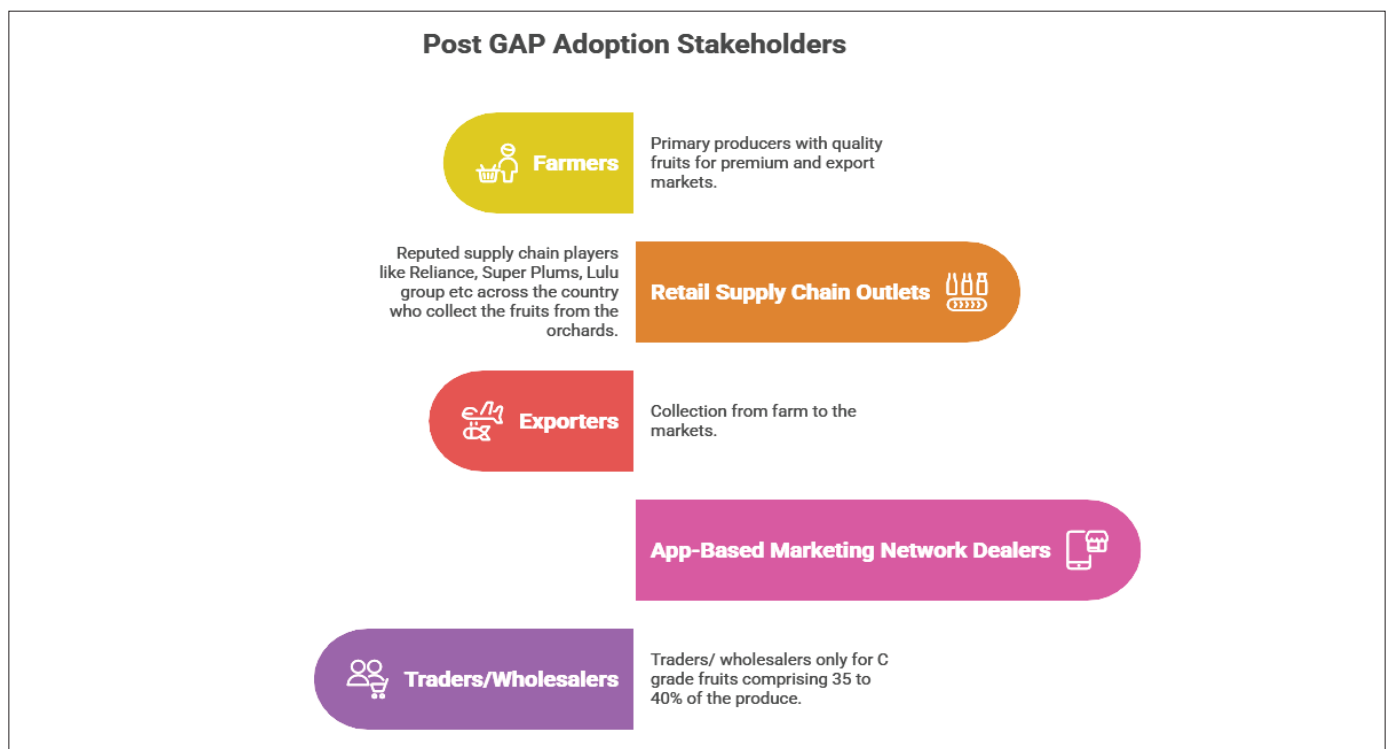 Post GAP Adoption Stakeholders
Farmers
Primary producers with quality
fruits for premium and export
markets.
Reputed supply chain players
like Reliance, Super Plums, Lulu
group etc across the country
who collect the fruits from the
orchards.
Retail Supply Chain Outlets
Exporters
Collection from farm to the
markets.
App-Based Marketing Network Dealers
Traders/Wholesalers
Traders/ wholesalers only for C
grade fruits comprising 35 to
40% of the produce.